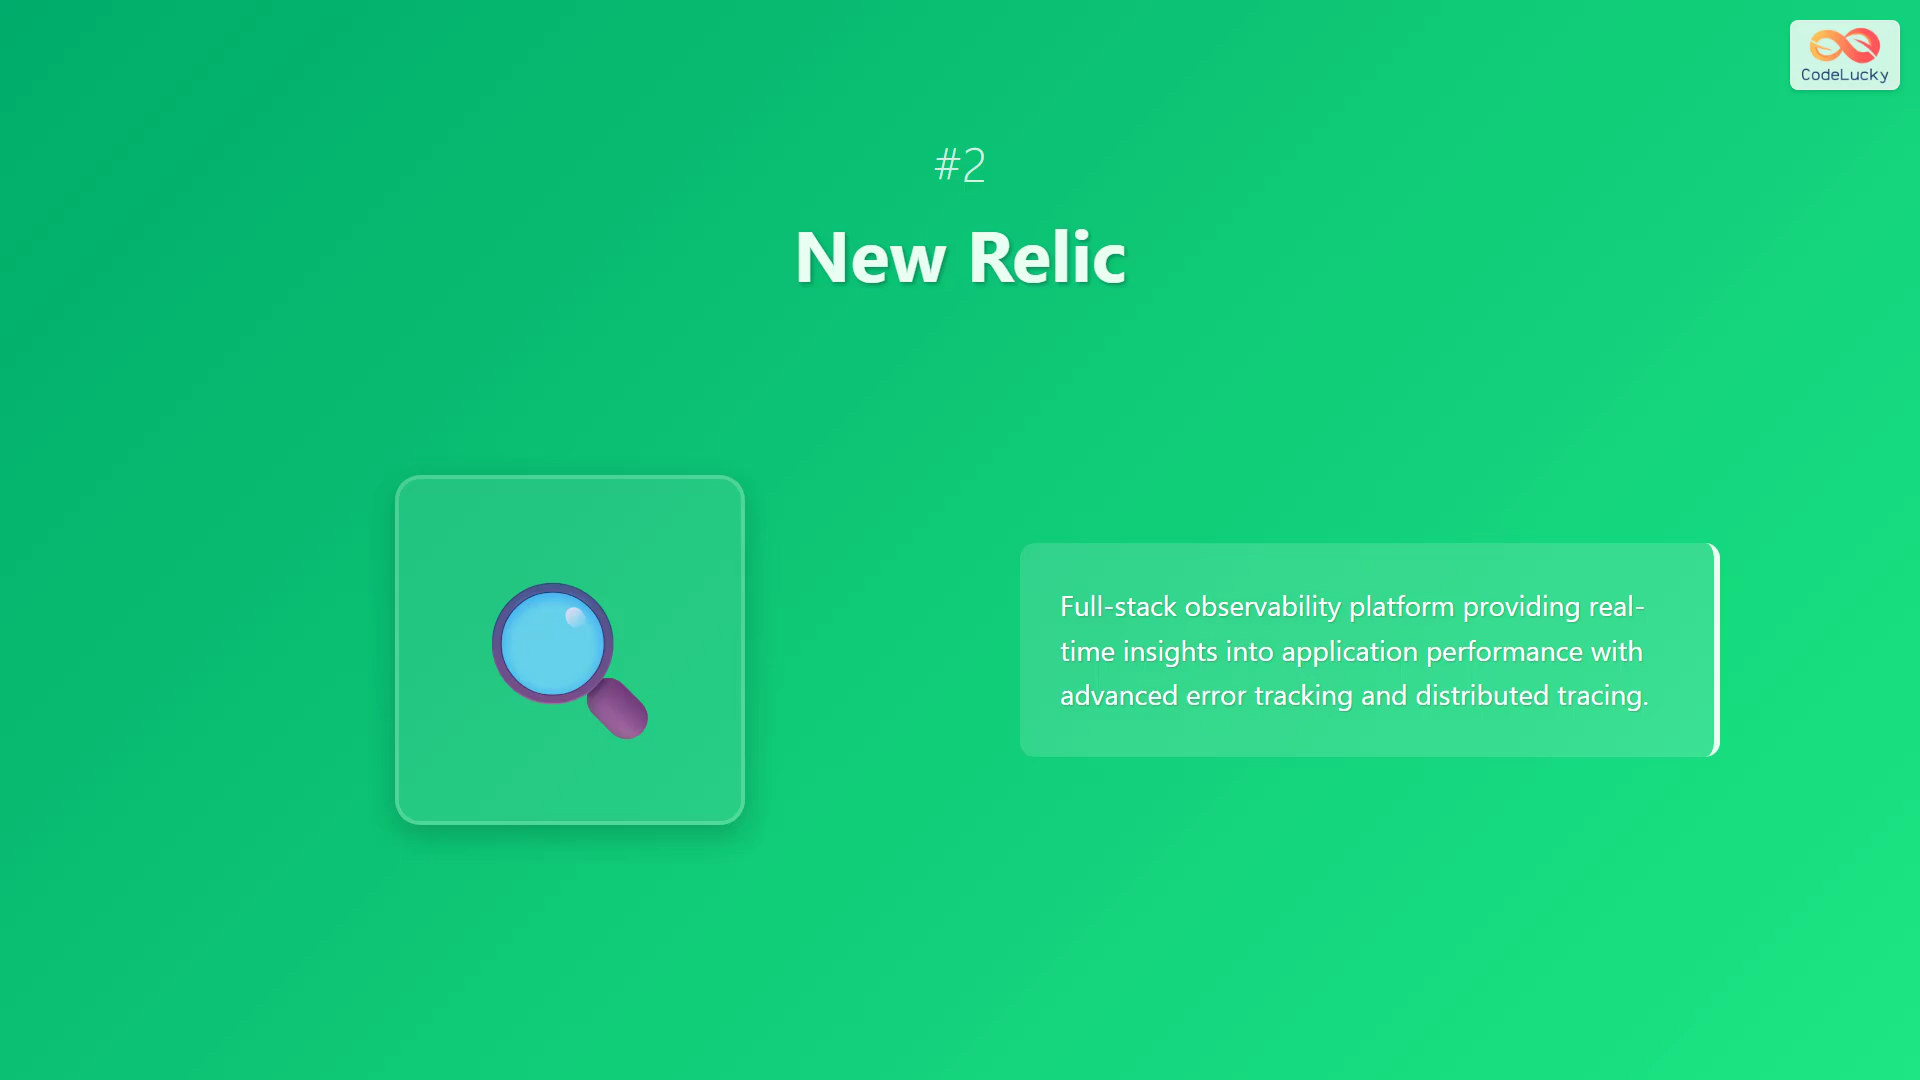 CodeLucky
#2
New Relic
Full-stack observability platform providing real-
time insights into application performance with
advanced error tracking and distributed tracing.